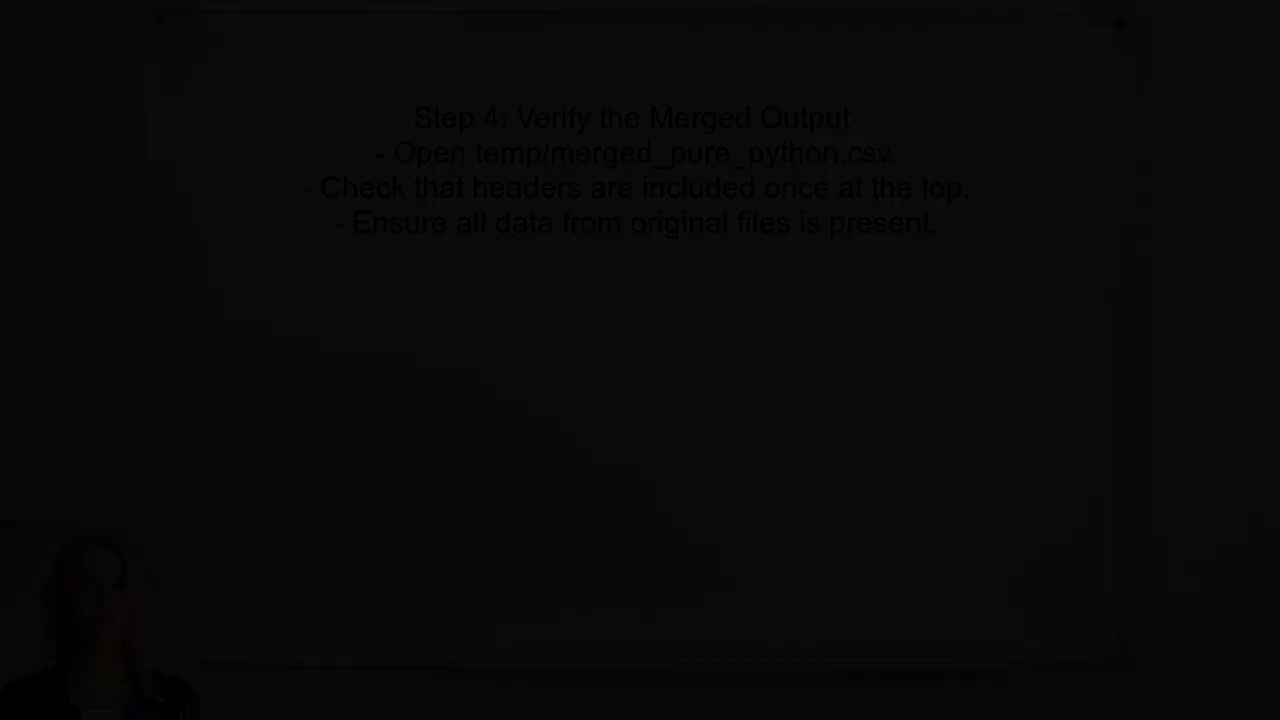 Step 4: Verify the Merged Output
- Open temp/merged_pure_python.csv.
- Check that headers are included once at the top.
- Ensure all data from original files is present.